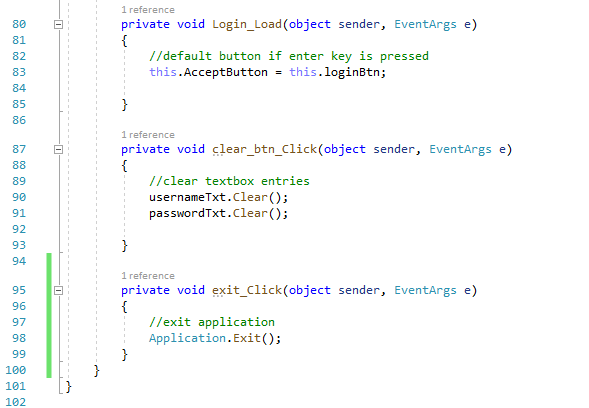 1 reference
80 private void Login_Load(object sender, EventArgs e)
81 {
82 //default button if enter key is pressed
83 this.AcceptButton = this.loginBtn;
84
85 }
86
1 reference
87 private void clear_btn_Click(object sender, EventArgs e)
88 {
89 //clear textbox entries
90 usernameTxt.Clear();
91 passwordTxt.Clear();
92
93 }
94
1 reference
95 private void exit_Click(object sender, EventArgs e)
96 {
97 //exit application
98 Application.Exit();
99 }
100 }
101 }
102